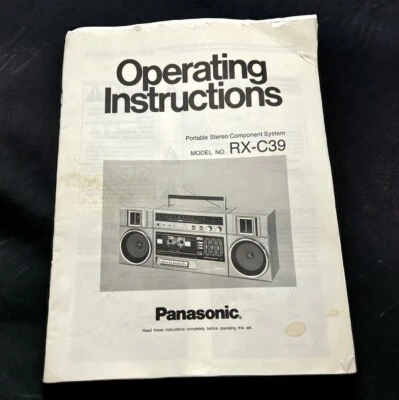 Operating
Instructions
Portable Stereo Component System
MODEL NO. RX-C39
Panasonic®
Read these instructions completely before operating this set.